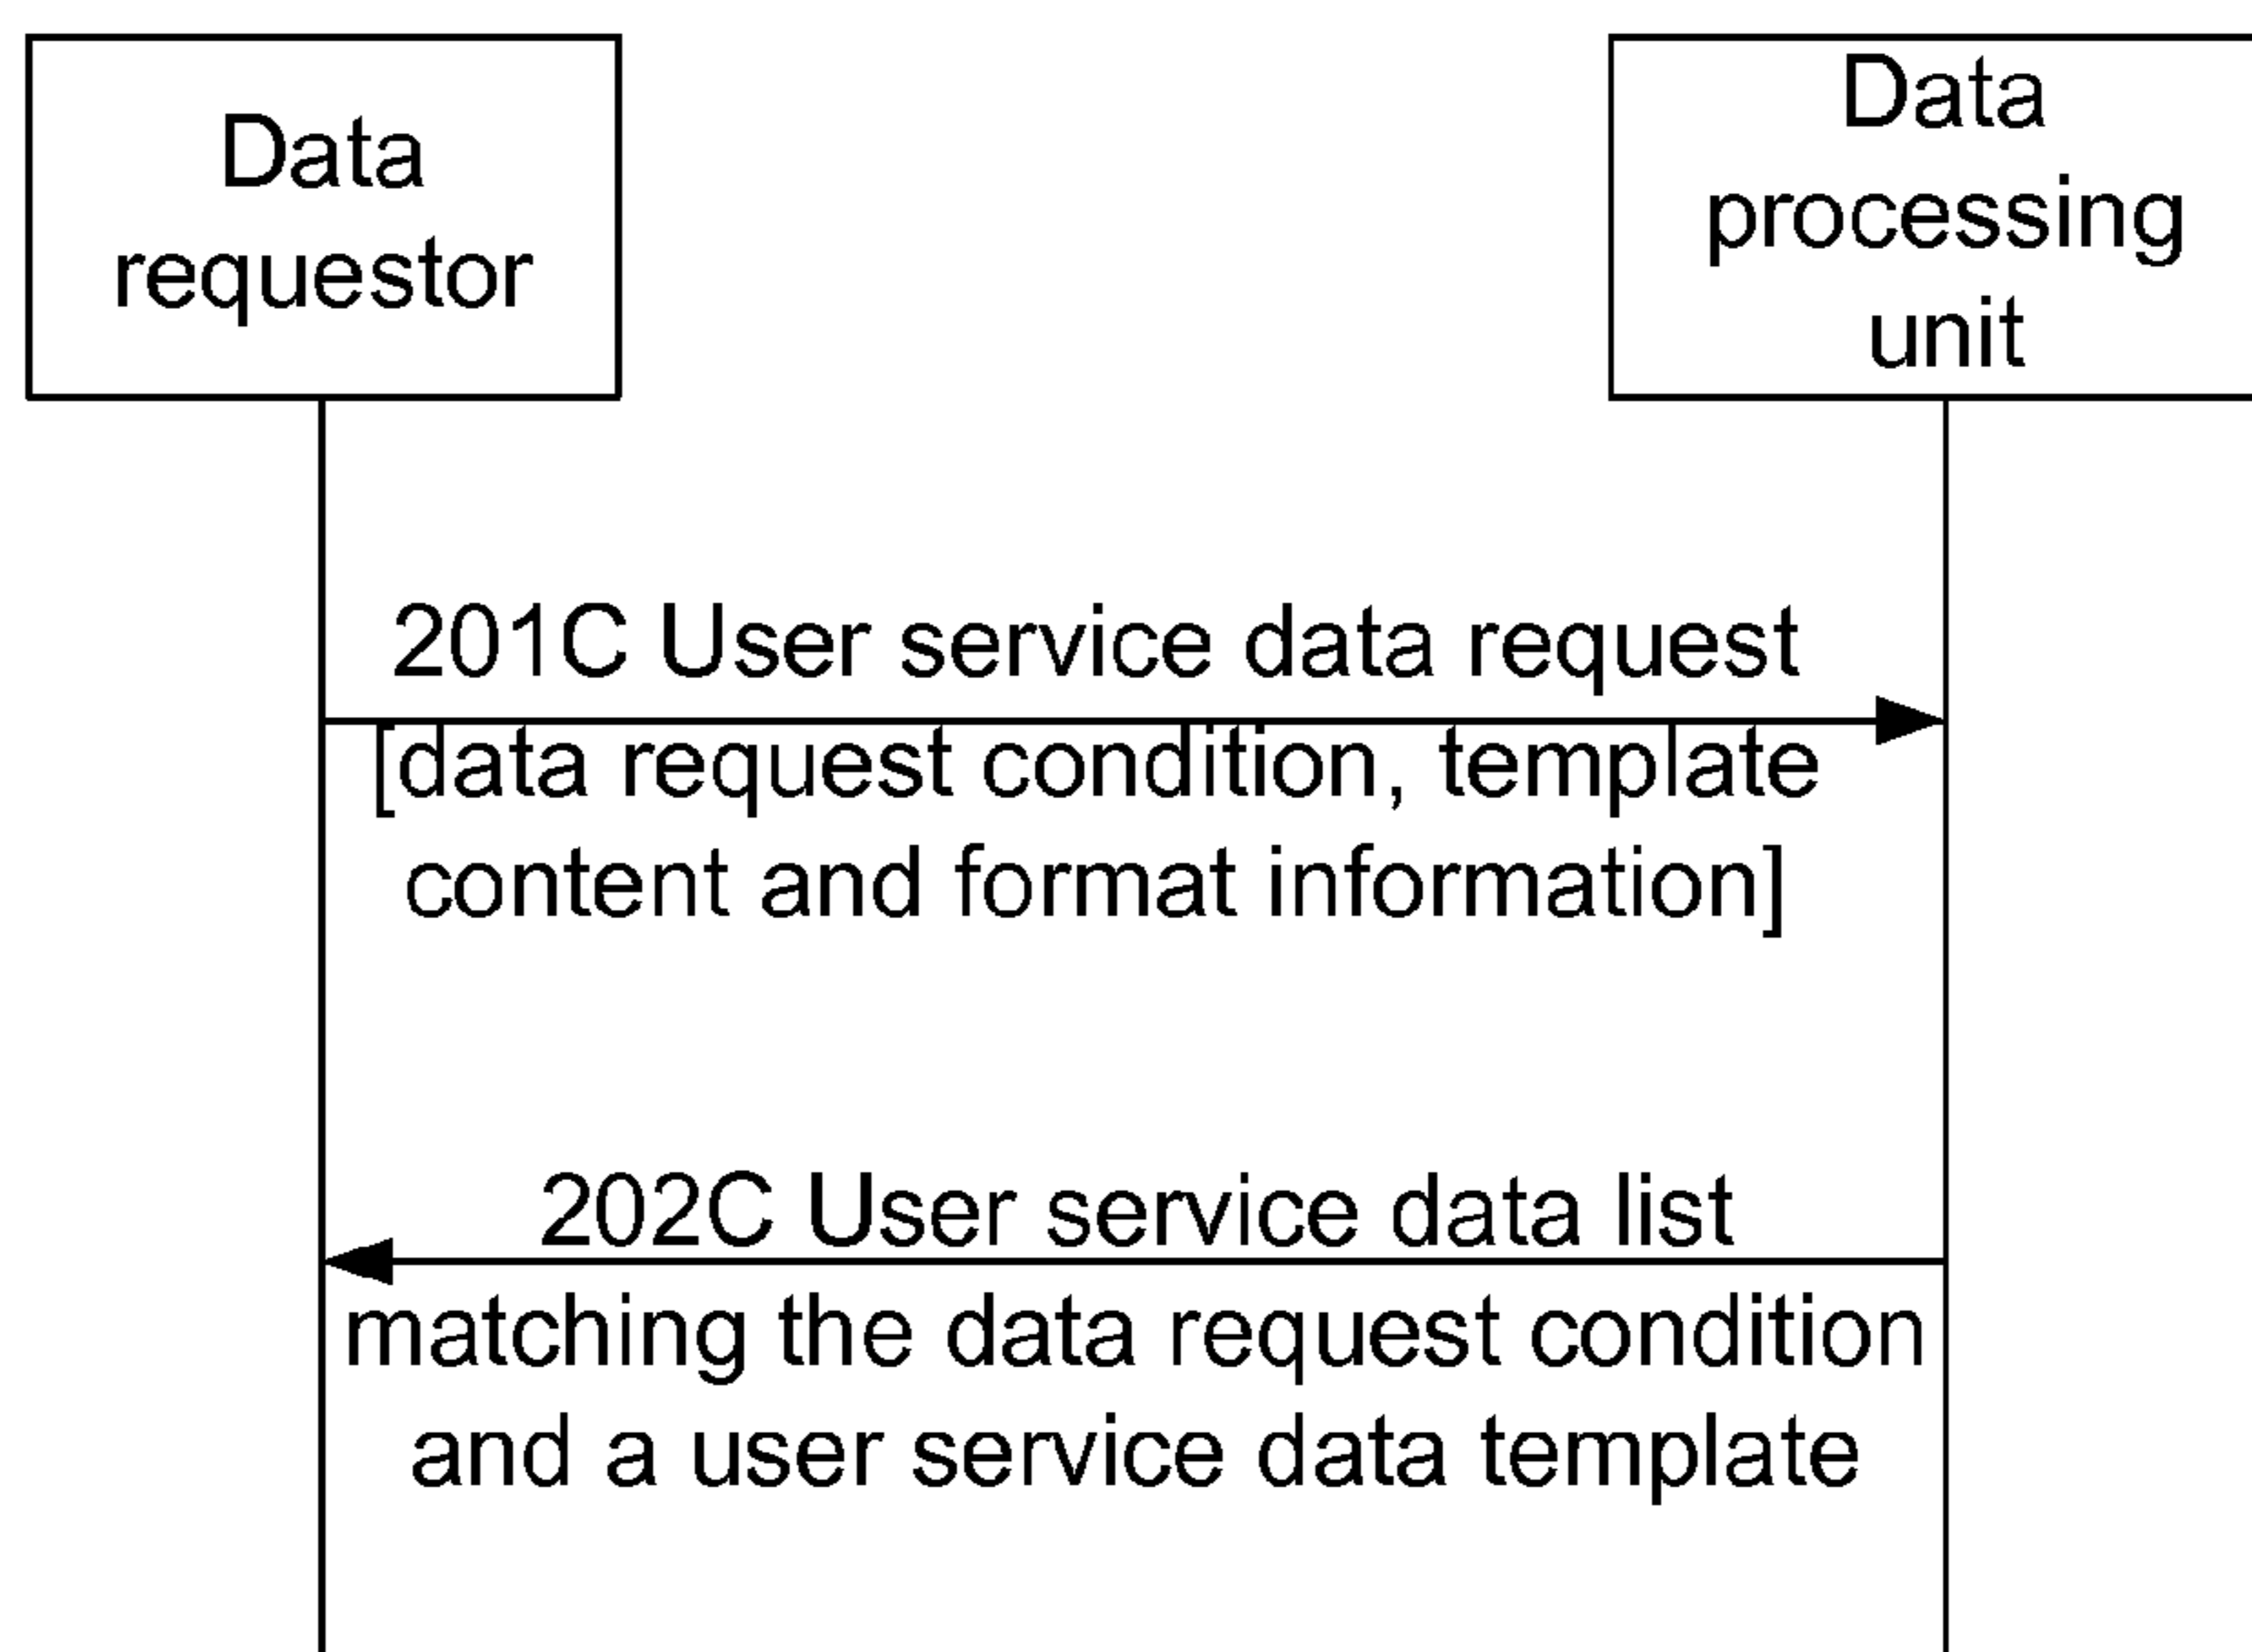 Data
requestor
Data
processing
unit
201C User service data request
[data request condition, template
content and format information]
202C User service data list
matching the data request condition
and a user service data template